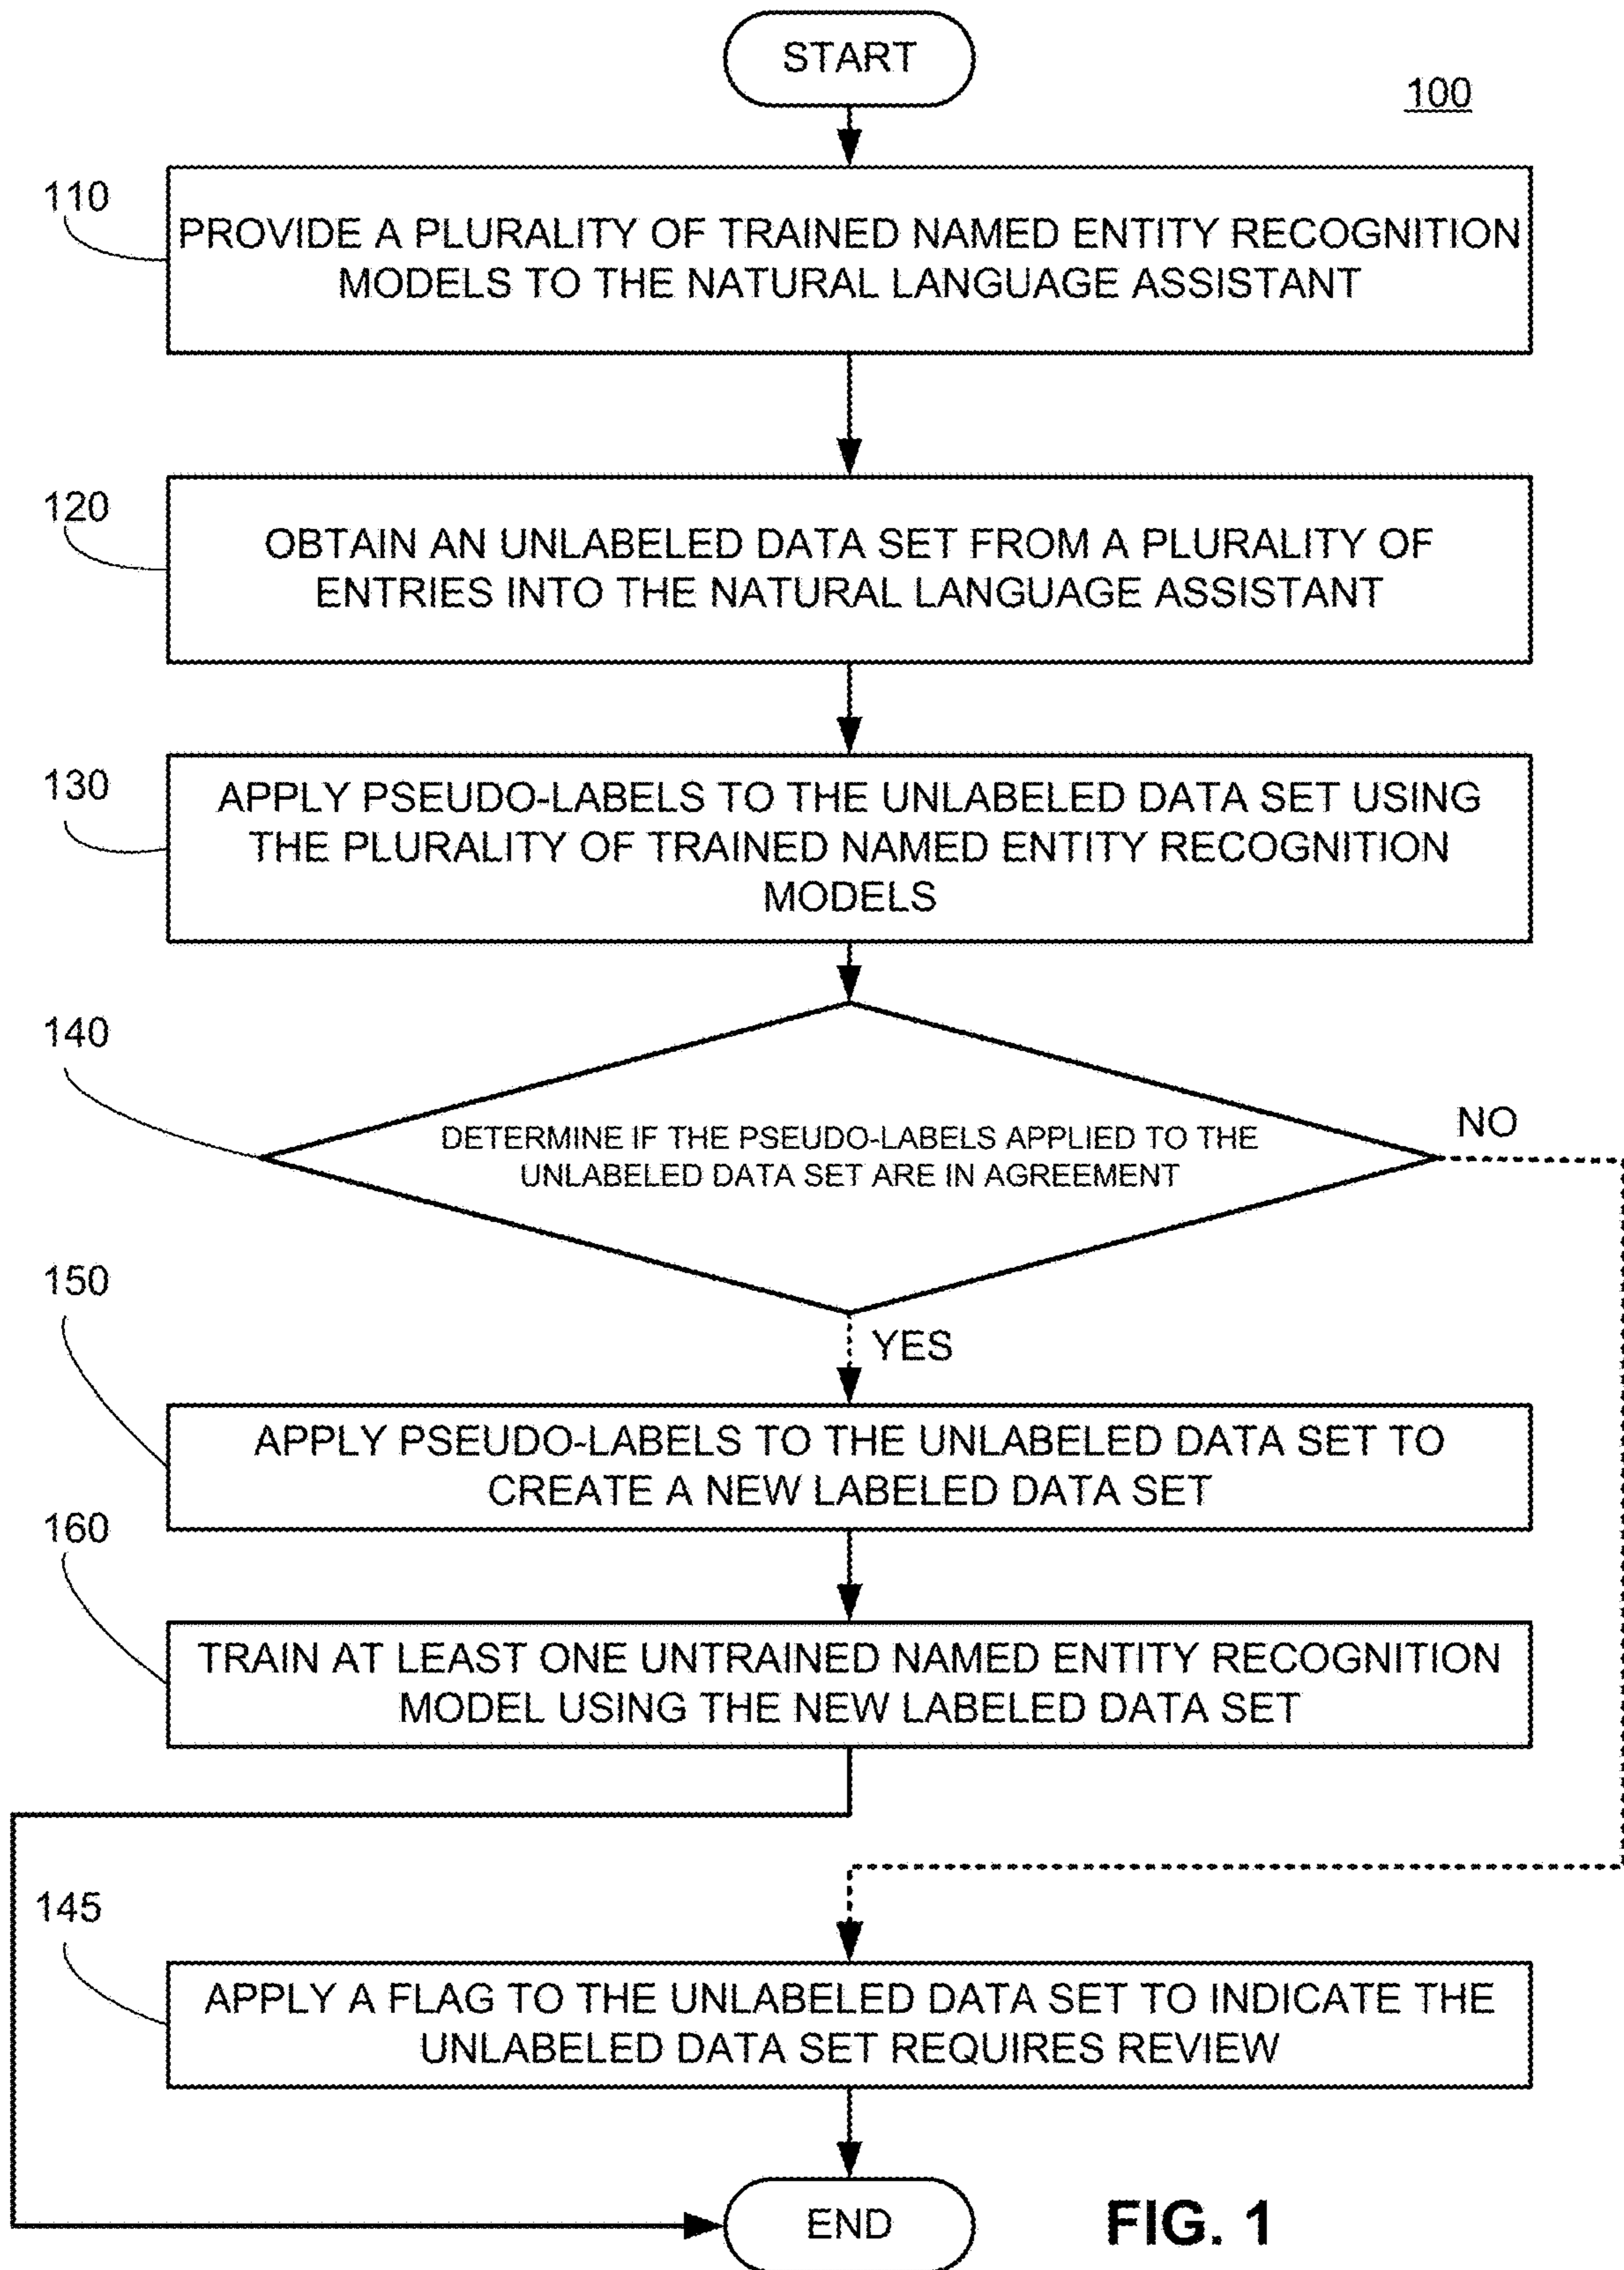 START
100
110
PROVIDE A PLURALITY OF TRAINED NAMED ENTITY RECOGNITION
MODELS TO THE NATURAL LANGUAGE ASSISTANT
120
OBTAIN AN UNLABELED DATA SET FROM A PLURALITY OF
ENTRIES INTO THE NATURAL LANGUAGE ASSISTANT
130
APPLY PSEUDO-LABELS TO THE UNLABELED DATA SET USING
THE PLURALITY OF TRAINED NAMED ENTITY RECOGNITION
MODELS
140
DETERMINE IF THE PSEUDO-LABELS APPLIED TO THE
UNLABELED DATA SET ARE IN AGREEMENT
NO
YES
150
APPLY PSEUDO-LABELS TO THE UNLABELED DATA SET TO
CREATE A NEW LABELED DATA SET
160
TRAIN AT LEAST ONE UNTRAINED NAMED ENTITY RECOGNITION
MODEL USING THE NEW LABELED DATA SET
145
APPLY A FLAG TO THE UNLABELED DATA SET TO INDICATE THE
UNLABELED DATA SET REQUIRES REVIEW
END
FIG. 1